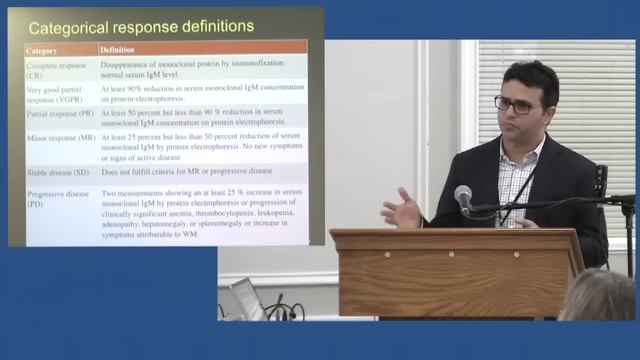 Categorical response definitions
Category Definition
Complete response (CR) Disappearance of monoclonal protein by immunofixation; normal serum IgM level.
Very good partial response (VGPR) At least 90% reduction in serum monoclonal IgM concentration on protein electrophoresis.
Partial response (PR) At least 50 percent but less than 90 % reduction in serum monoclonal IgM concentration on protein electrophoresis.
Minor response (MR) At least 25 percent but less than 50 percent reduction of serum monoclonal IgM by protein electrophoresis. No new symptoms or signs of active disease.
Stable disease (SD) Does not fulfill criteria for MR or progressive disease.
Progressive disease (PD) Two measurements showing an at least 25 % increase in serum monoclonal IgM by protein electrophoresis or progression of clinically significant anemia, thrombocytopenia, leukopenia, adenopathy, hepatomegaly, or splenomegaly or increase in symptoms attributable to WM.